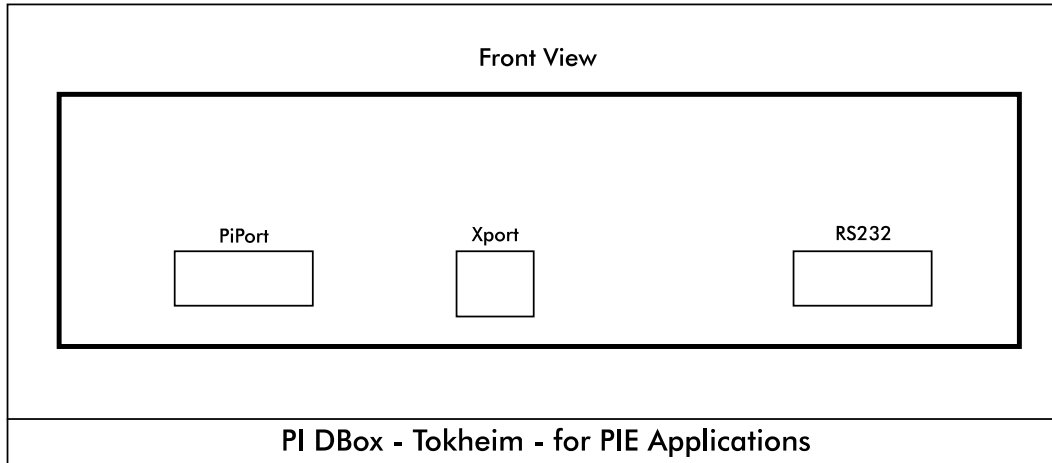 Front View
PiPort
Xport
RS232
PI DBox - Tokheim - for PIE Applications